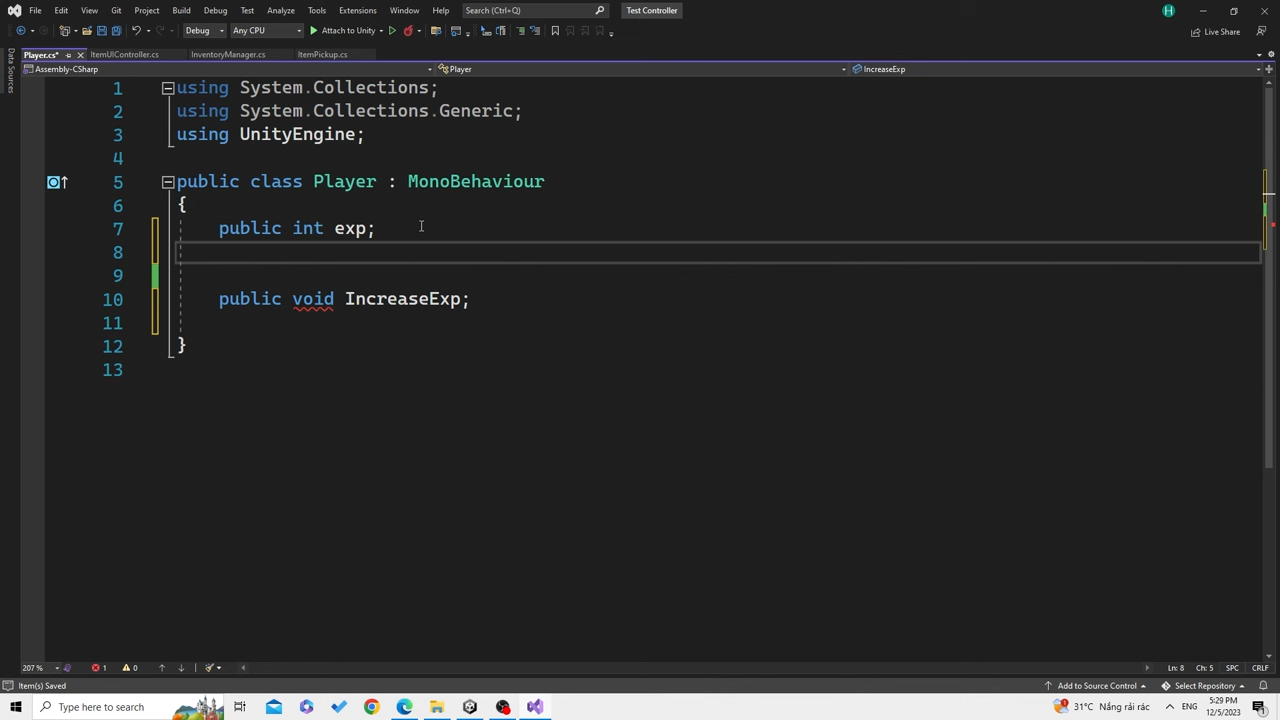 File Edit View Git Project Build Debug Test Analyze Tools Extensions Window Help Search (Ctrl+Q) Test Controller H
Debug Any CPU Attach to Unity Live Share
Player.cs* ItemUIController.cs InventoryManager.cs ItemPickup.cs
Data Sources
Assembly-CSharp Player IncreaseExp
1 using System.Collections;
2 using System.Collections.Generic;
3 using UnityEngine;
4
5 public class Player : MonoBehaviour
6 {
7 public int exp;
8
9
10 public void IncreaseExp;
11
12 }
13
207 % 1 0 Ln: 8 Ch: 5 SPC CRLF
Item(s) Saved Add to Source Control Select Repository
Type here to search 31°C Nắng rải rác ENG 5:29 PM
12/5/2023 1